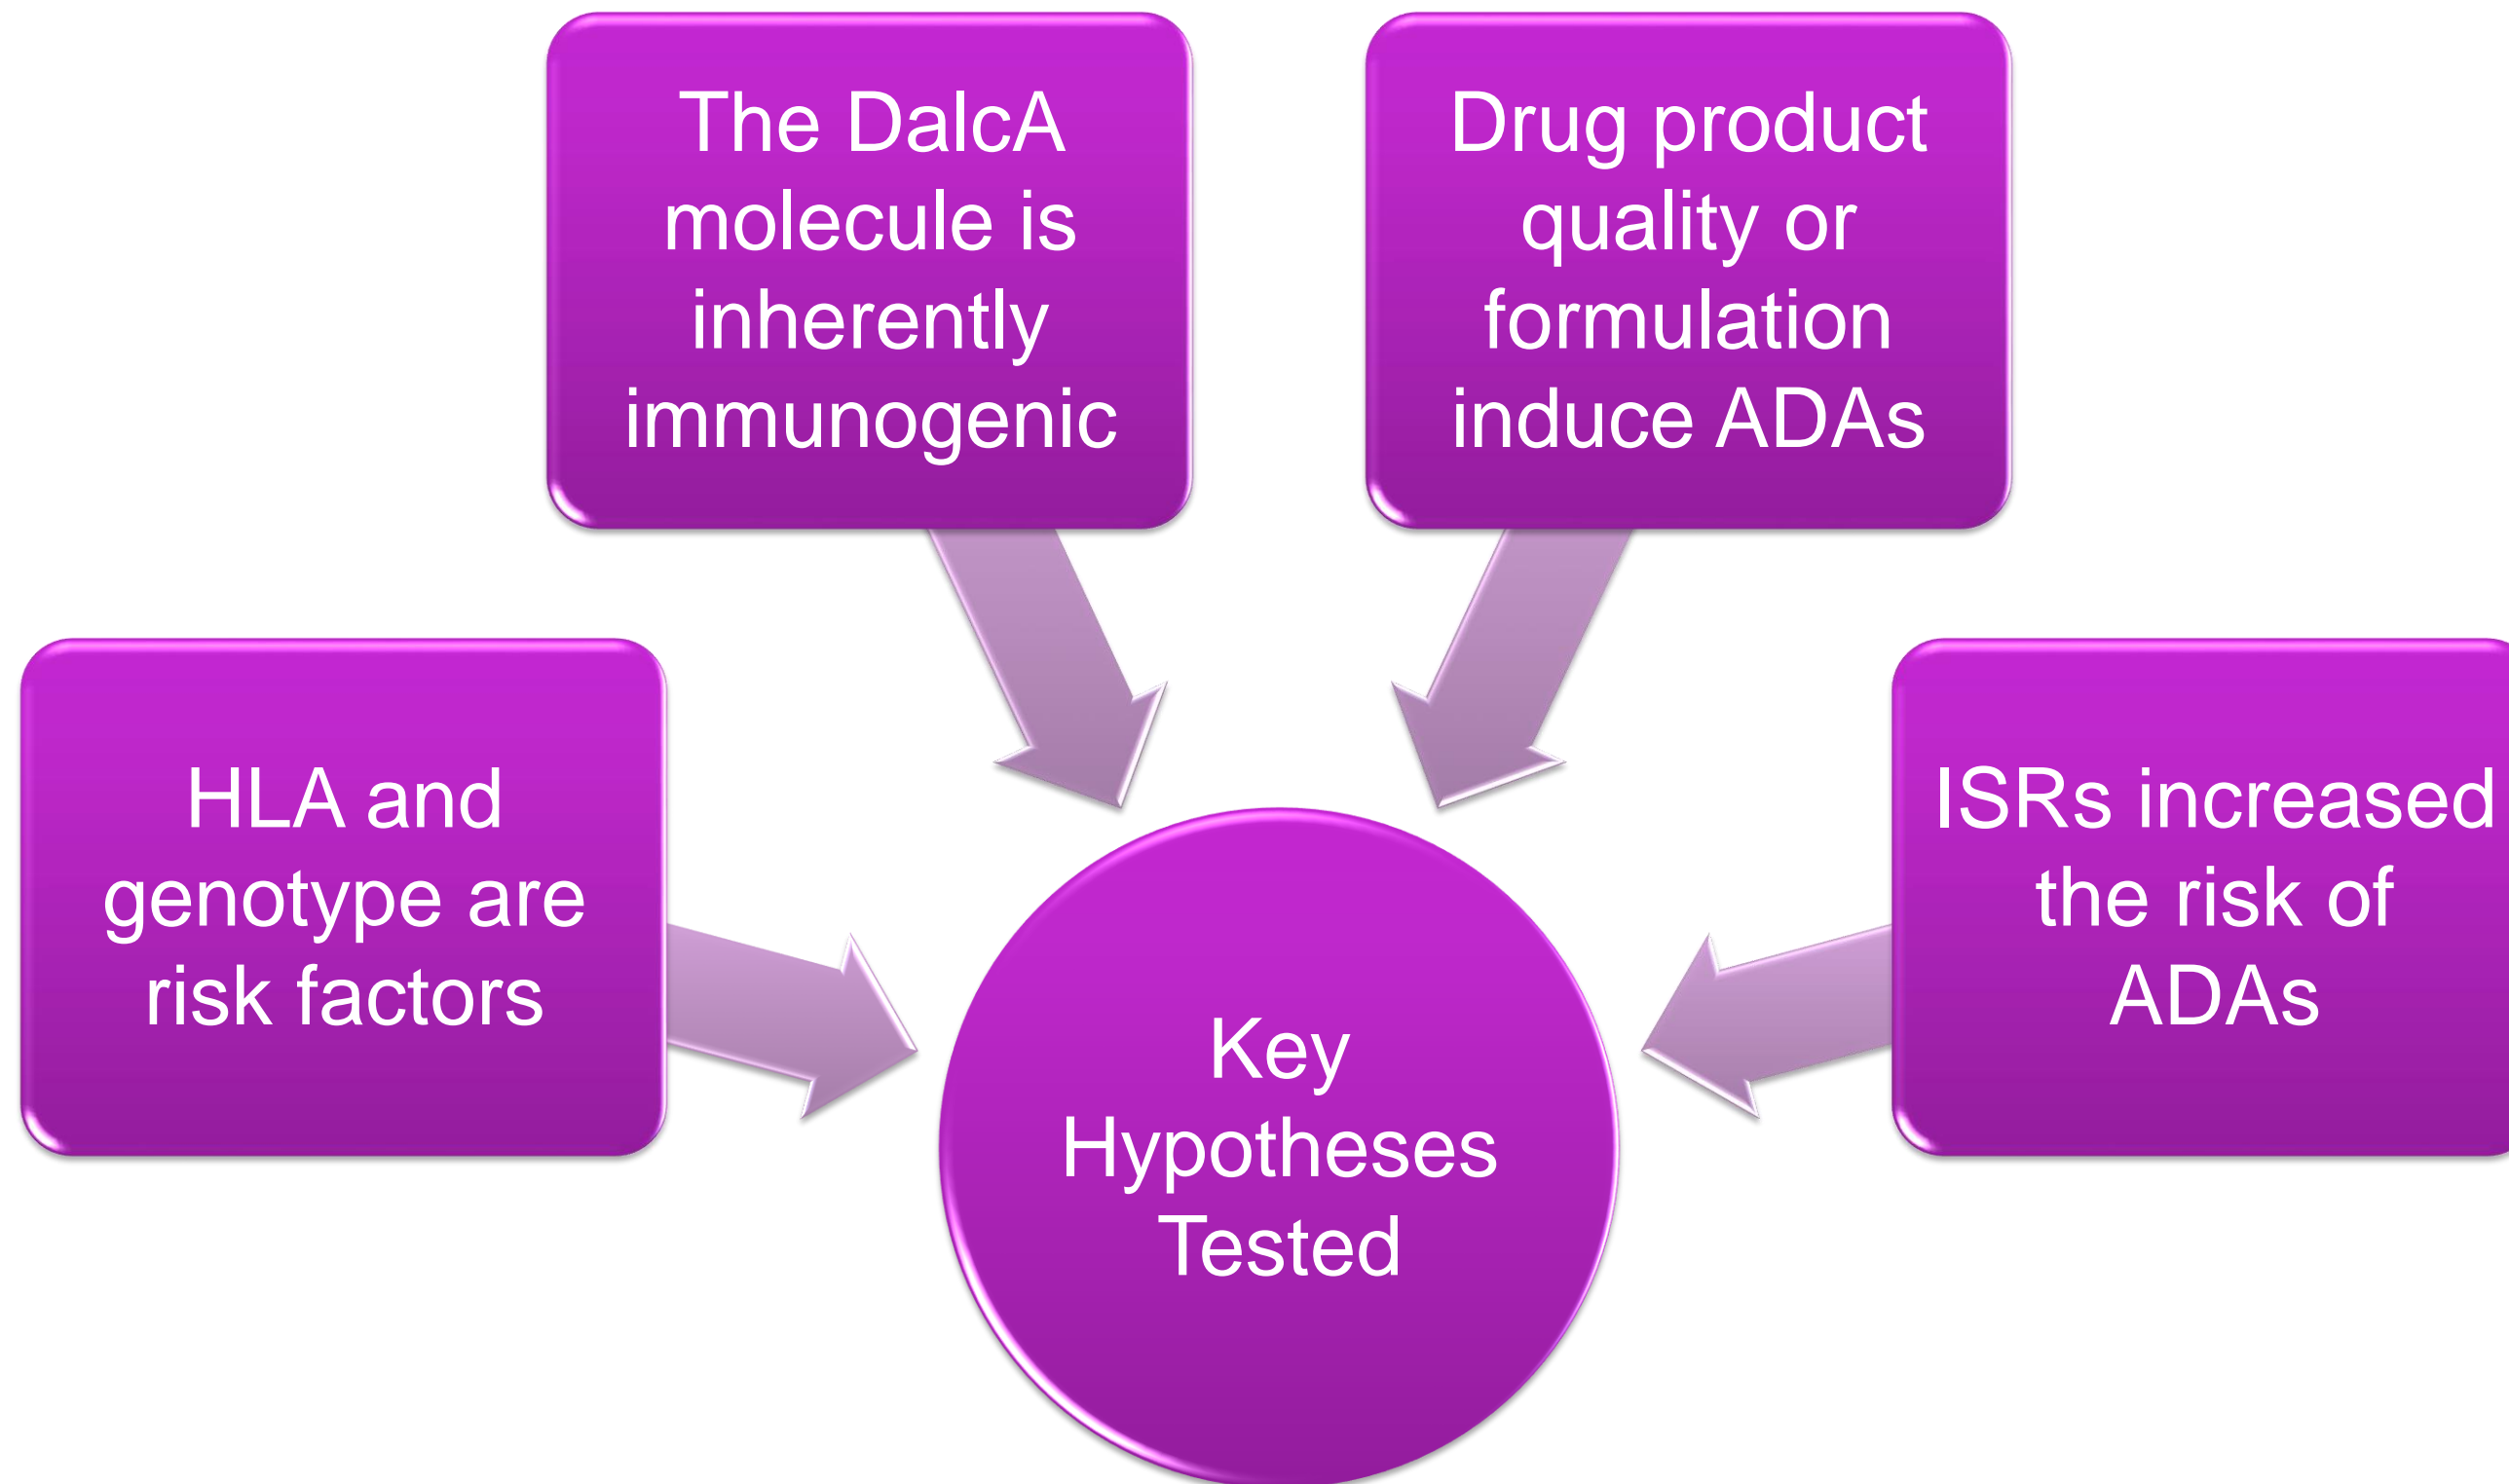 The DalcA
molecule is
inherently
immunogenic
Drug product
quality or
formulation
induce ADAs
HLA and
genotype are
risk factors
ISRs increased
the risk of
ADAs
Key
Hypotheses
Tested